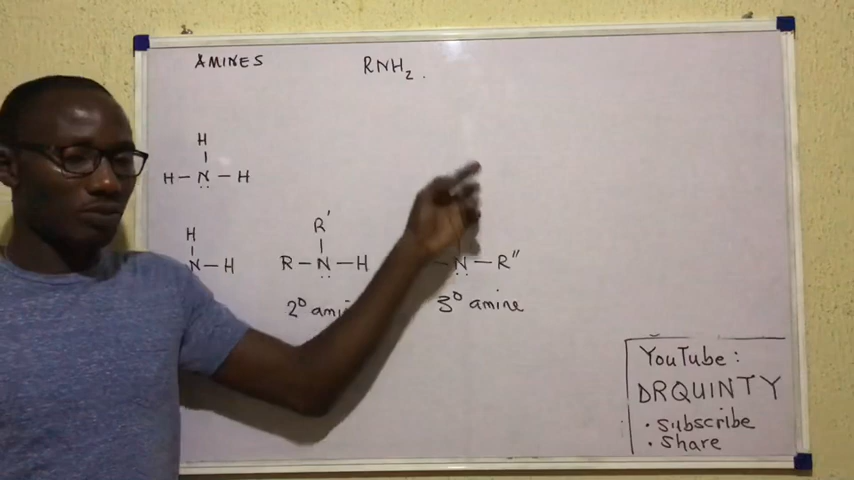 AMINES
RNH₂.
H
H – N – H
H
N – H
R'
R – N – H
N – R"
2° ami
3° amine
YouTube:
DRQUINTY
• subscribe
• share